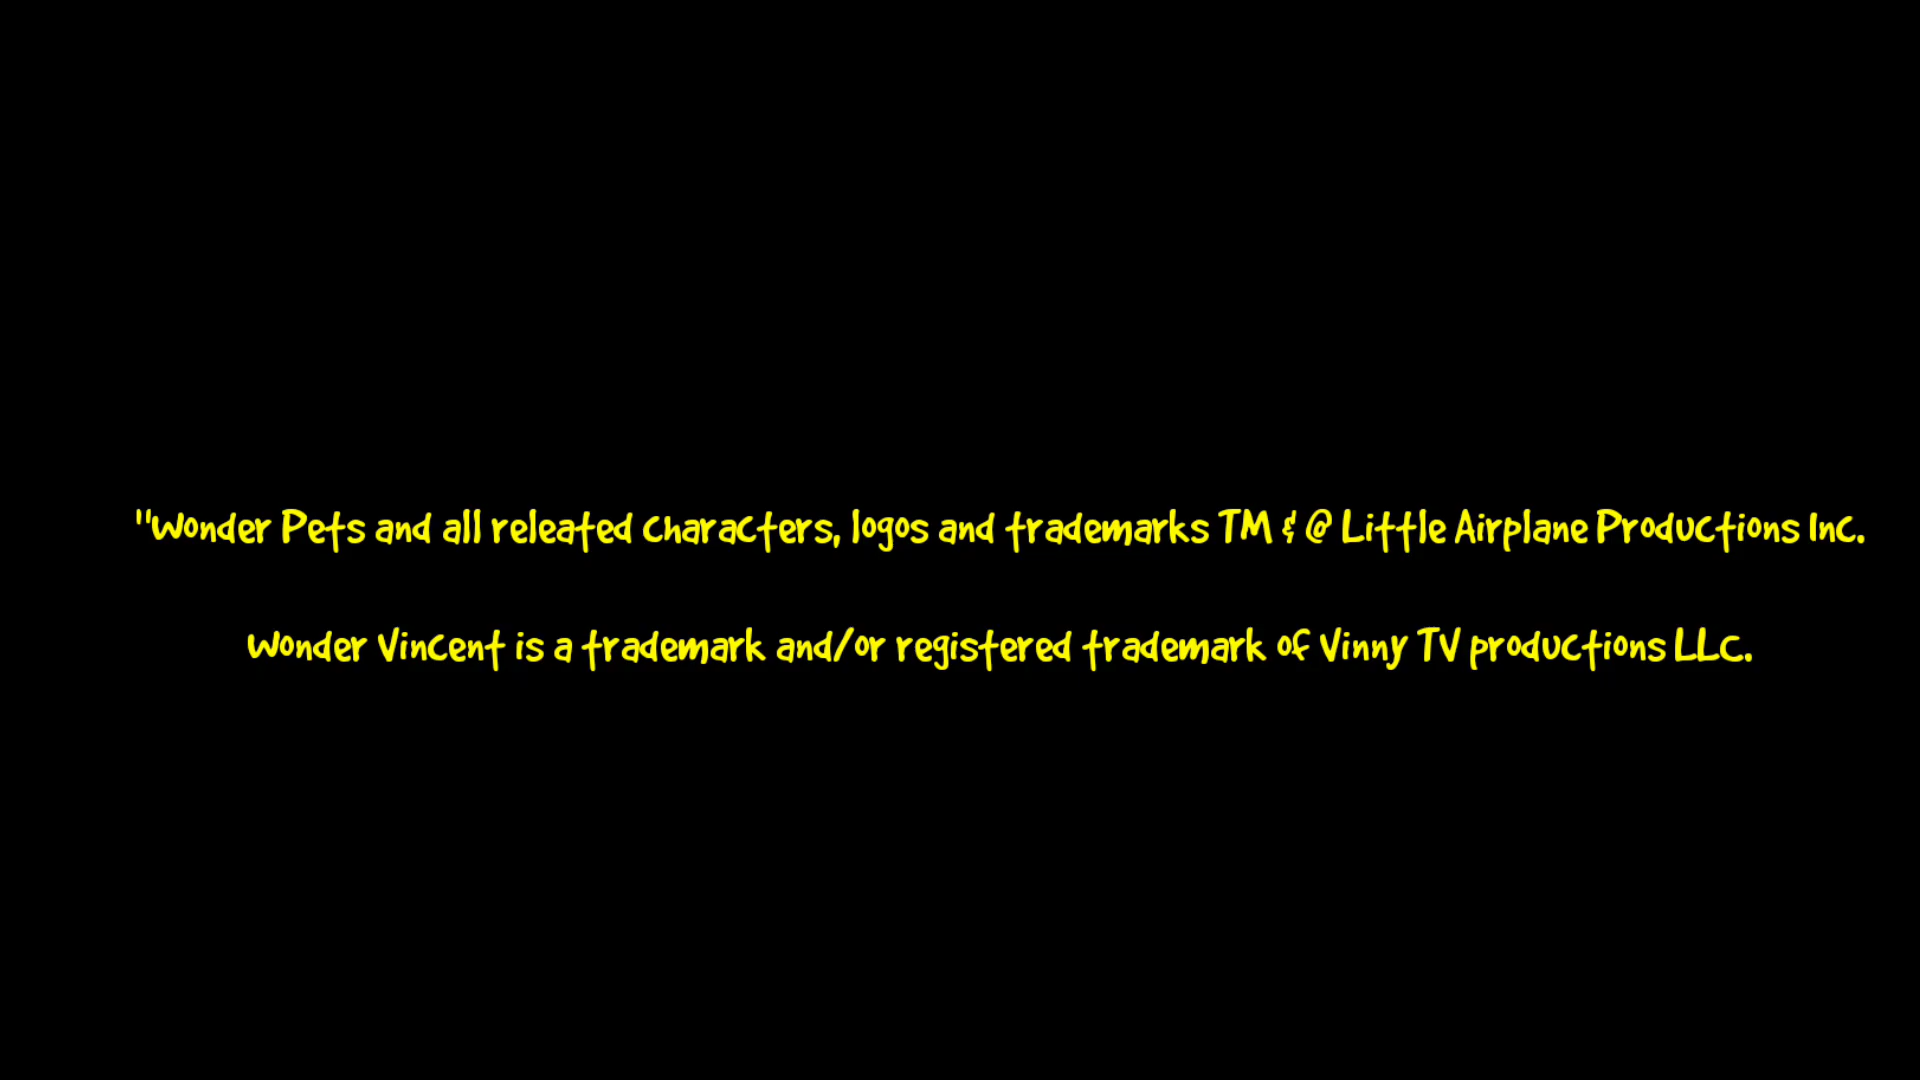 "Wonder Pets and all releated characters, logos and trademarks TM & @ Little Airplane Productions Inc.
Wonder Vincent is a trademark and/or registered trademark of Vinny TV productions LLC.